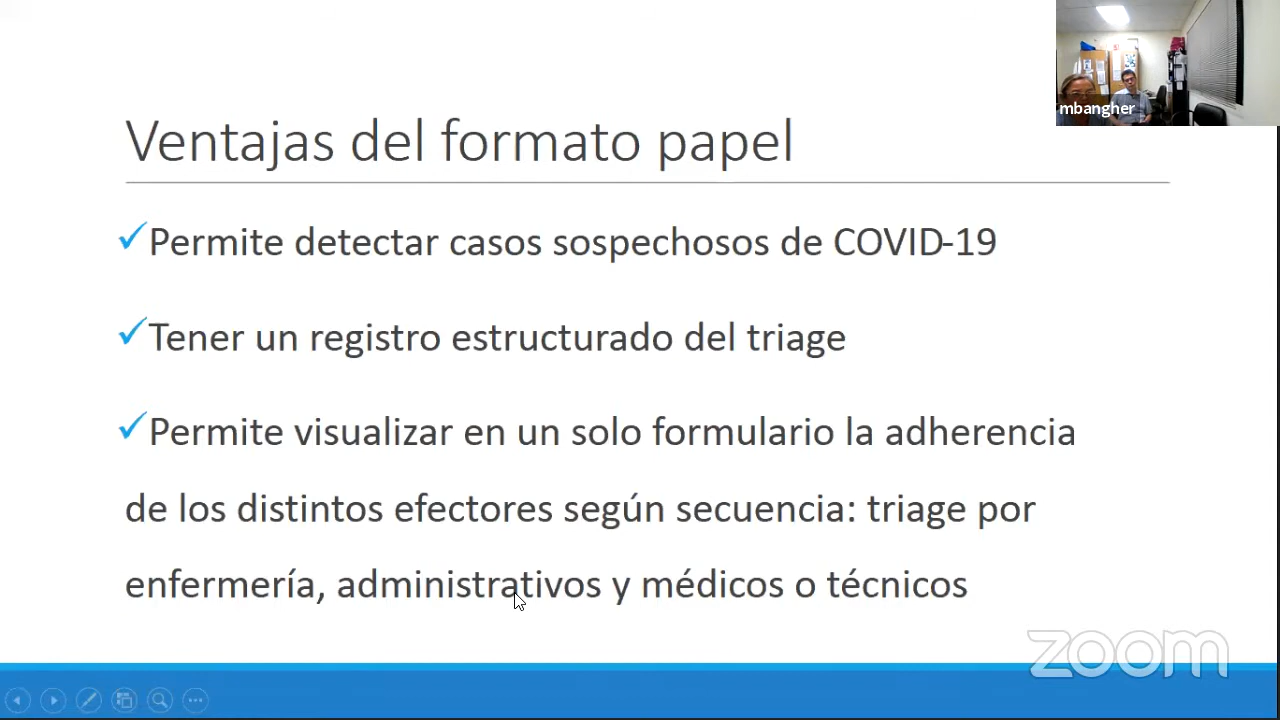 mbangher
Ventajas del formato papel
✓Permite detectar casos sospechosos de COVID-19
✓Tener un registro estructurado del triage
✓Permite visualizar en un solo formulario la adherencia
de los distintos efectores según secuencia: triage por
enfermería, administrativos y médicos o técnicos
zoom